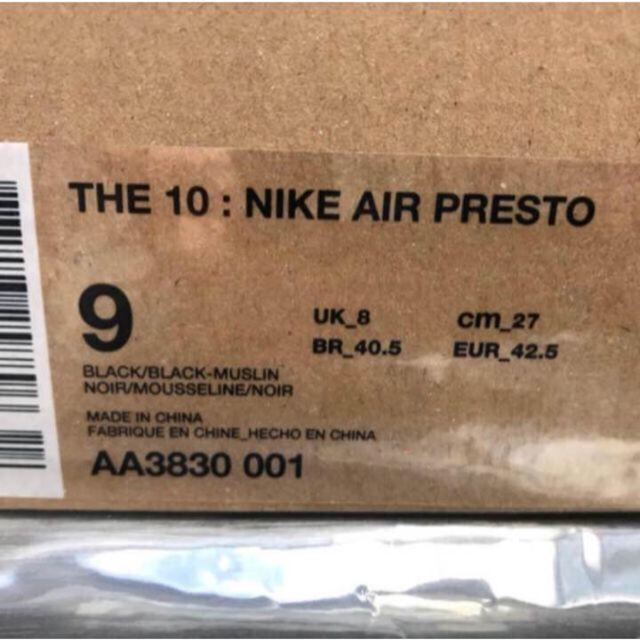 THE 10 : NIKE AIR PRESTO
9
UK_8 cm_27
BR_40.5 EUR_42.5
BLACK/BLACK-MUSLIN
NOIR/MOUSSELINE/NOIR
MADE IN CHINA
FABRIQUE EN CHINE_HECHO EN CHINA
AA3830 001